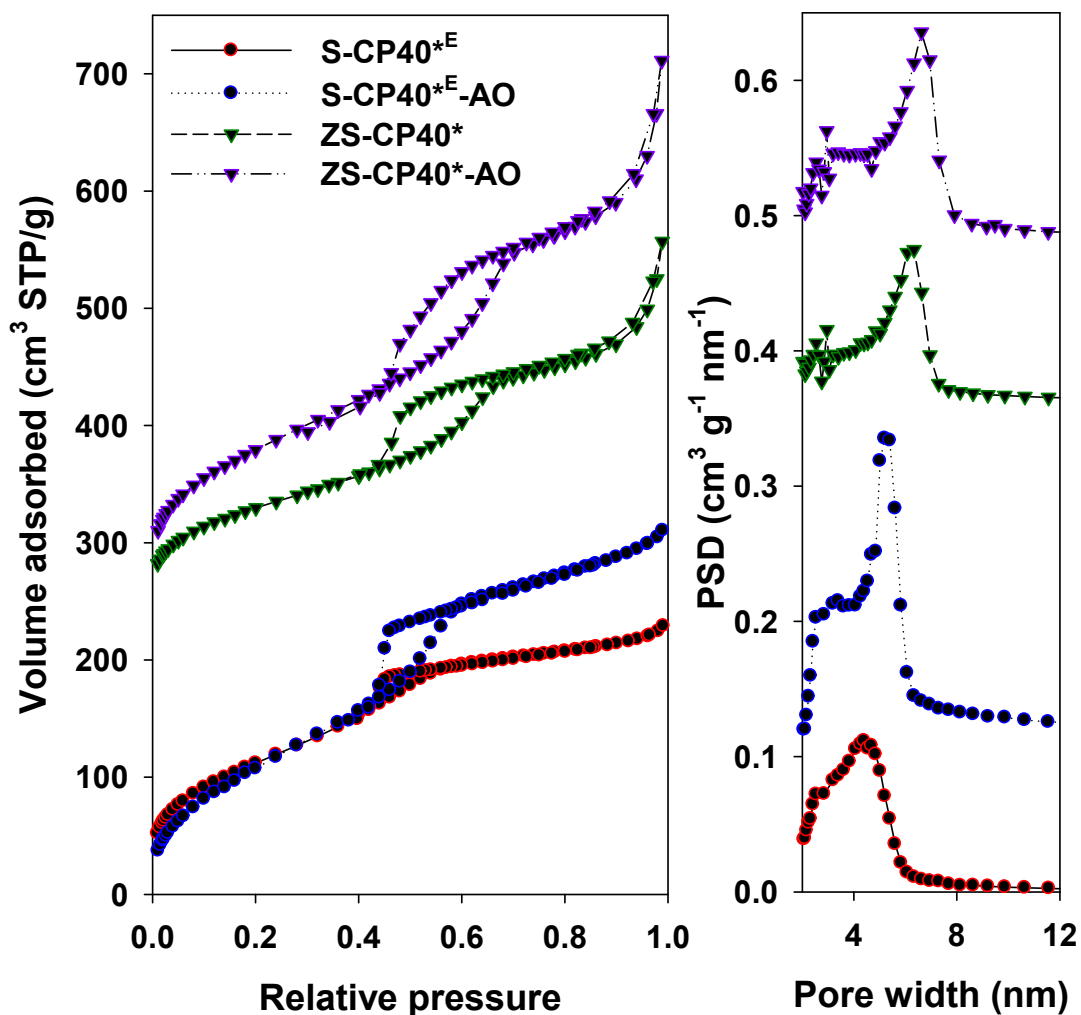 S-CP40*ᴱ
S-CP40*ᴱ-AO
ZS-CP40*
ZS-CP40*-AO
Volume adsorbed (cm³ STP/g)
700
600
500
400
300
200
100
0
0.0 0.2 0.4 0.6 0.8 1.0
Relative pressure
PSD (cm³ g⁻¹ nm⁻¹)
0.6
0.5
0.4
0.3
0.2
0.1
0.0
4 8 12
Pore width (nm)